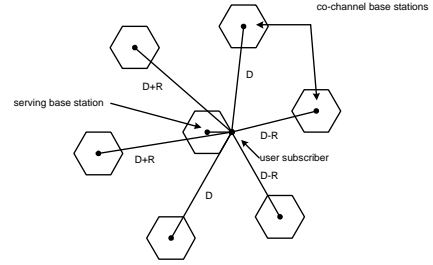 co-channel base stations
D+R
D
serving base station
D-R
D+R
user subscriber
D-R
D